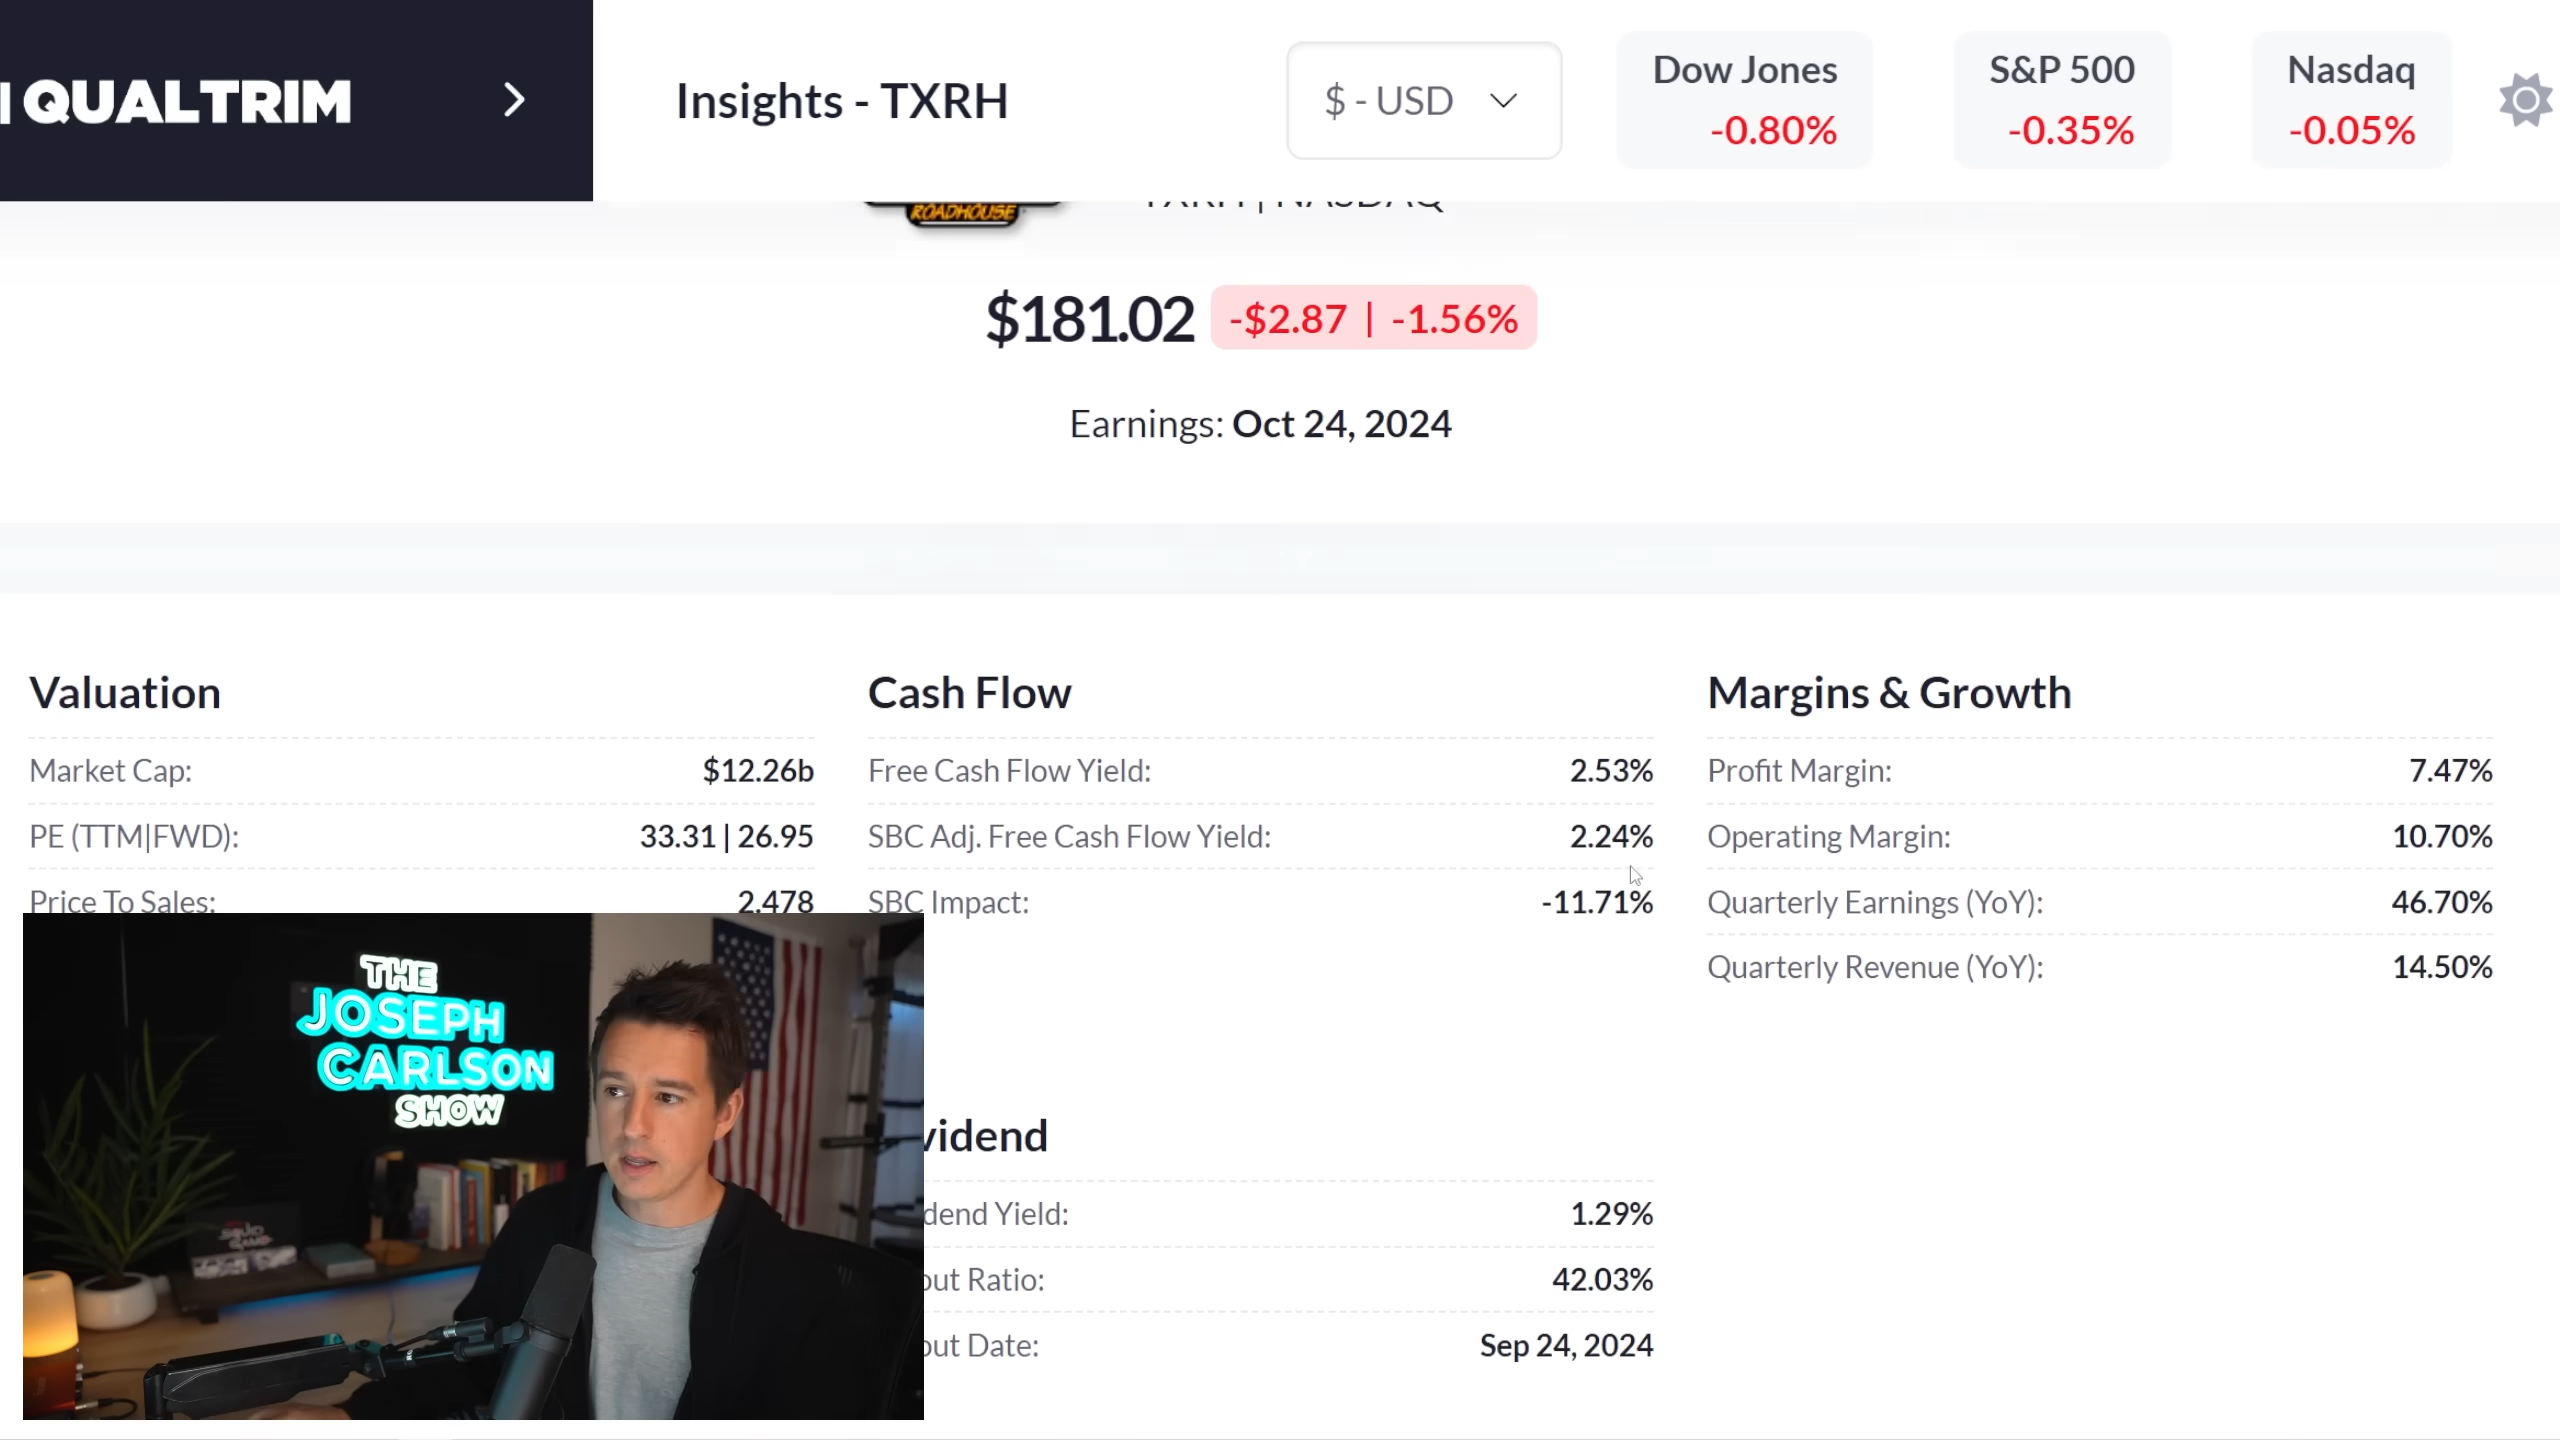 QUALTRIM
Insights - TXRH
$ - USD
Dow Jones
-0.80%
S&P 500
-0.35%
Nasdaq
-0.05%
ROADHOUSE
TXRH | NASDAQ
$181.02
-$2.87 | -1.56%
Earnings: Oct 24, 2024
Valuation
Market Cap: $12.26b
PE (TTM|FWD): 33.31 | 26.95
Price To Sales: 2.478
Cash Flow
Free Cash Flow Yield: 2.53%
SBC Adj. Free Cash Flow Yield: 2.24%
SBC Impact: -11.71%
Margins & Growth
Profit Margin: 7.47%
Operating Margin: 10.70%
Quarterly Earnings (YoY): 46.70%
Quarterly Revenue (YoY): 14.50%
vidend
dend Yield: 1.29%
out Ratio: 42.03%
out Date: Sep 24, 2024
THE
JOSEPH
CARLSON
SHOW